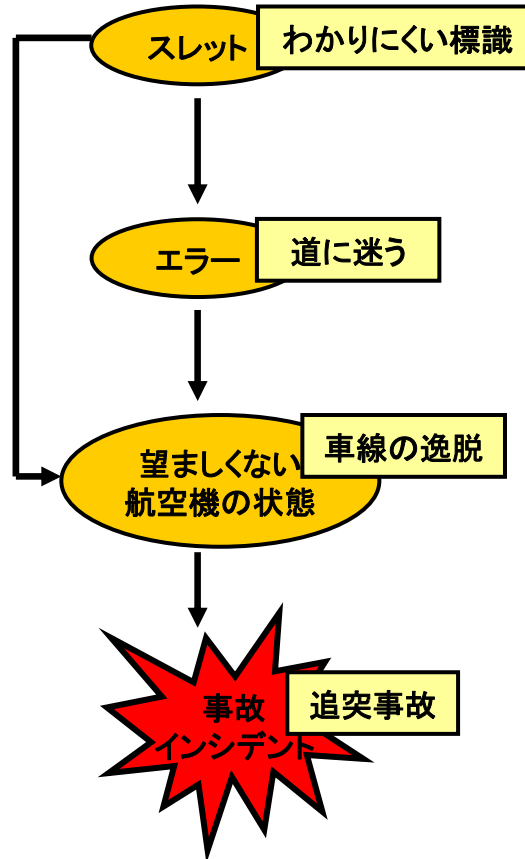 スレット
わかりにくい標識
エラー
道に迷う
望ましくない
航空機の状態
車線の逸脱
事故
インシデント
追突事故